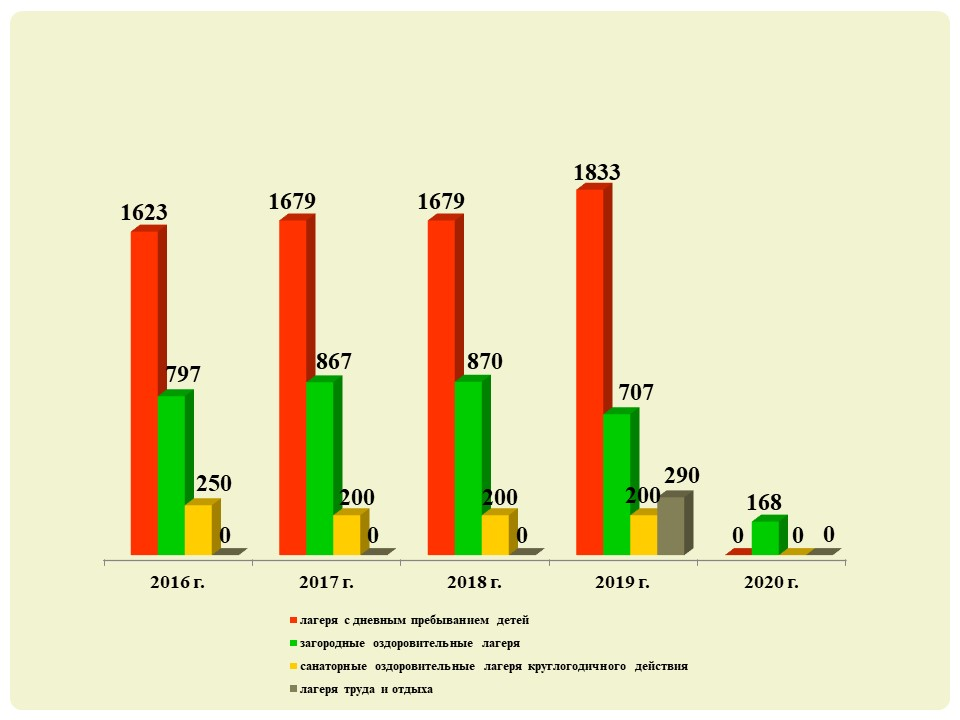 1833
1679
1679
1623
870
867
797
707
290
250
200
200
200
168
0
0
0
0
0
0
2016 г.
2017 г.
2018 г.
2019 г.
2020 г.
лагеря с дневным пребыванием детей
загородные оздоровительные лагеря
санаторные оздоровительные лагеря круглогодичного действия
лагеря труда и отдыха